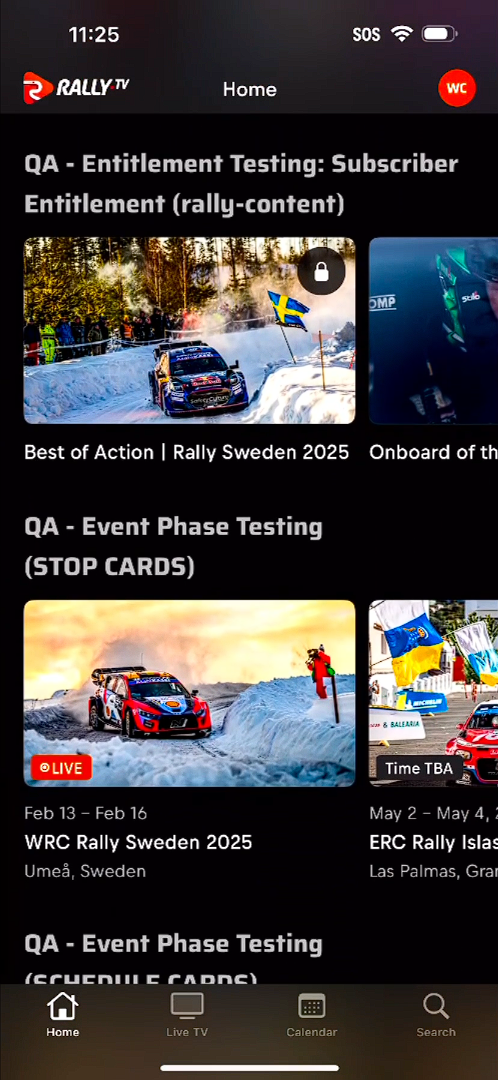 11:25
SOS
RALLY.TV
Home
WC
QA - Entitlement Testing: Subscriber
Entitlement (rally-content)
OMP
stilo
Best of Action | Rally Sweden 2025
Onboard of th
QA - Event Phase Testing
(STOP CARDS)
& BALEARIA
LIVE
Time TBA
Feb 13 – Feb 16
May 2 – May 4, 2
WRC Rally Sweden 2025
ERC Rally Islas
Umeå, Sweden
Las Palmas, Gran
QA - Event Phase Testing
(SCHEDULE CARDS)
Home
Live TV
Calendar
Search